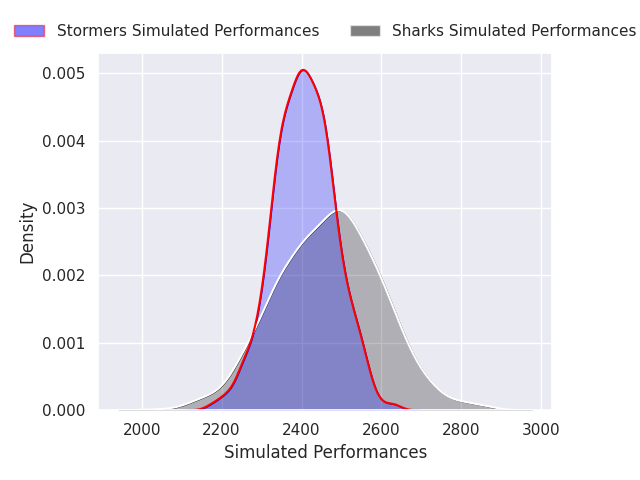 Stormers Simulated Performances
Sharks Simulated Performances
0.005
0.004
0.003
0.002
0.001
0.000
Density
2000 2200 2400 2600 2800 3000
Simulated Performances